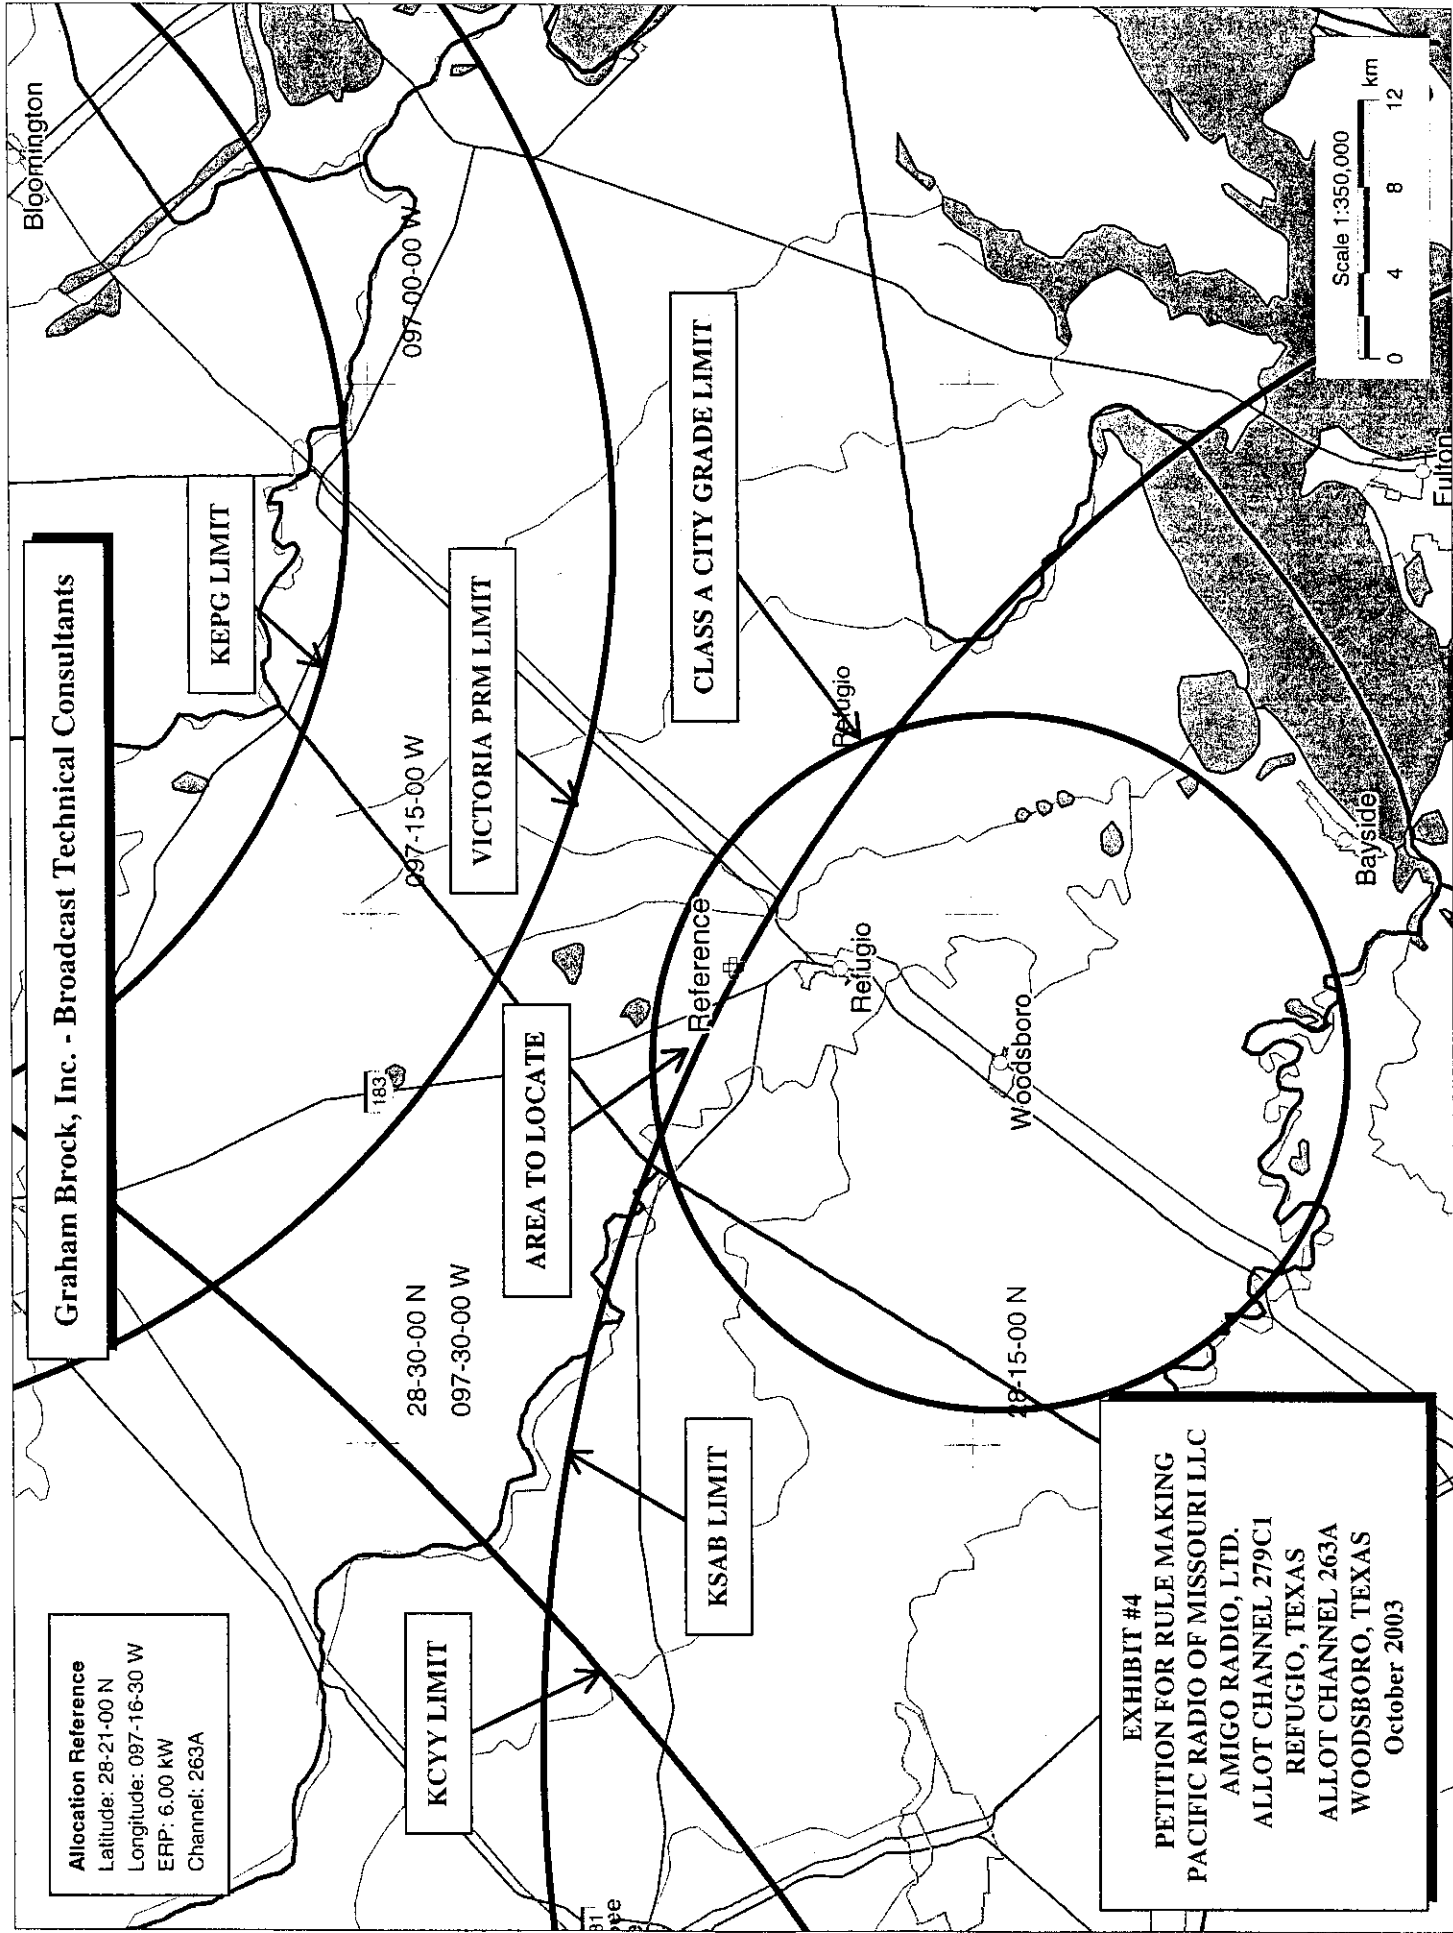 Graham Brock, Inc. - Broadcast Technical Consultants
Allocation Reference
Latitude: 28-21-00 N
Longitude: 097-16-30 W
ERP: 6.00 kW
Channel: 263A
Bloomington
KEPG LIMIT
183
KCYY LIMIT
28-30-00 N
097-30-00 W
097-15-00 W
097-00-00 W
VICTORIA PRM LIMIT
AREA TO LOCATE
KSAB LIMIT
Reference
CLASS A CITY GRADE LIMIT
Refugio
Refugio
Woodsboro
28-15-00 N
Bayside
Fulton
Scale 1:350,000
0 4 8 12
km
EXHIBIT #4
PETITION FOR RULE MAKING
PACIFIC RADIO OF MISSOURI LLC
AMIGO RADIO, LTD.
ALLOT CHANNEL 279C1
REFUGIO, TEXAS
ALLOT CHANNEL 263A
WOODSBORO, TEXAS
October 2003